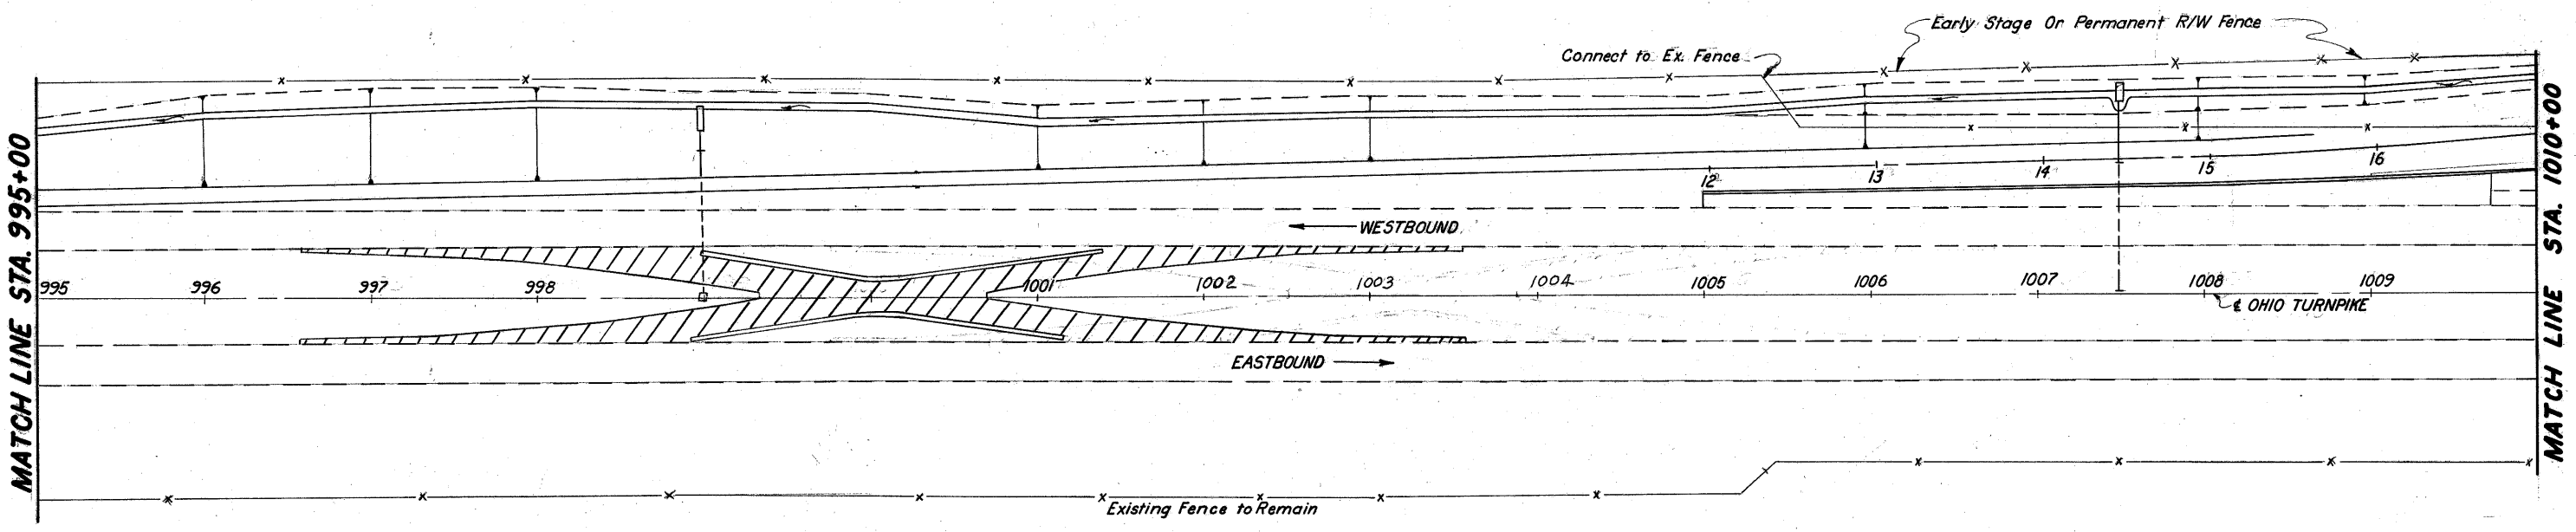 Early Stage Or Permanent R/W Fence
Connect to Ex. Fence
MATCH LINE STA. 995+00
MATCH LINE STA. 1010+00
12 13 14 15 16
WESTBOUND
995 996 997 998 1001 1002 1003 1004 1005 1006 1007 1008 1009
℄ OHIO TURNPIKE
EASTBOUND
Existing Fence to Remain